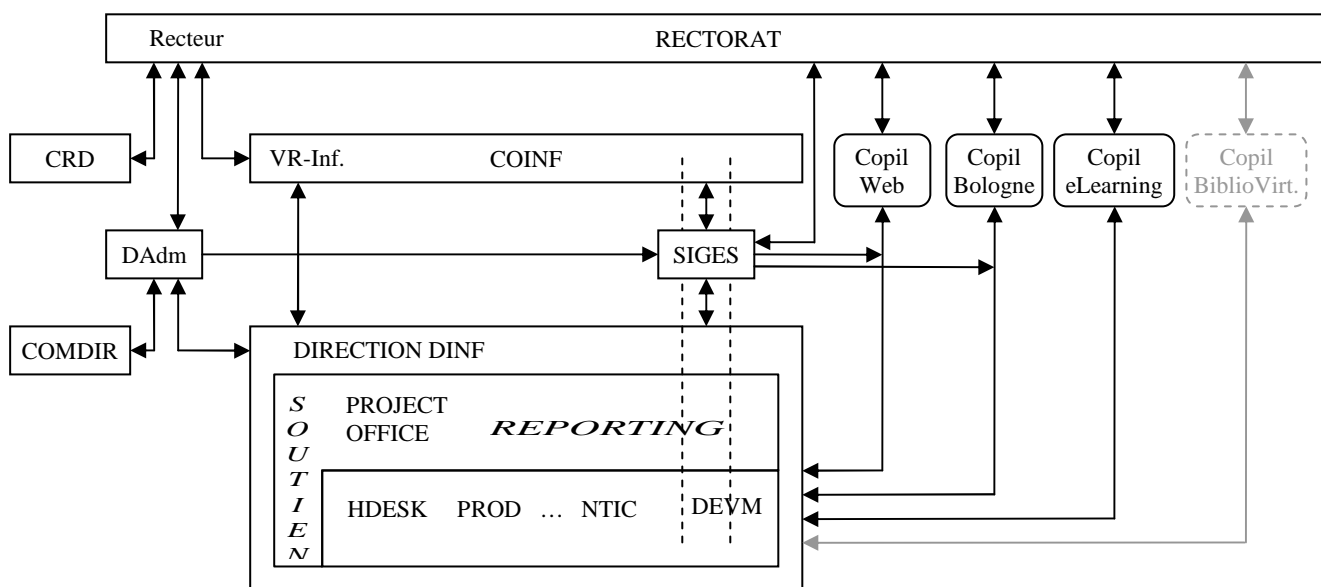 Recteur RECTORAT
CRD
VR-Inf. COINF
Copil
Web
Copil
Bologne
Copil
eLearning
Copil
BiblioVirt.
DAdm
SIGES
COMDIR
DIRECTION DINF
SOUTIEN
PROJECT
OFFICE
REPORTING
HDESK PROD … NTIC DEVM